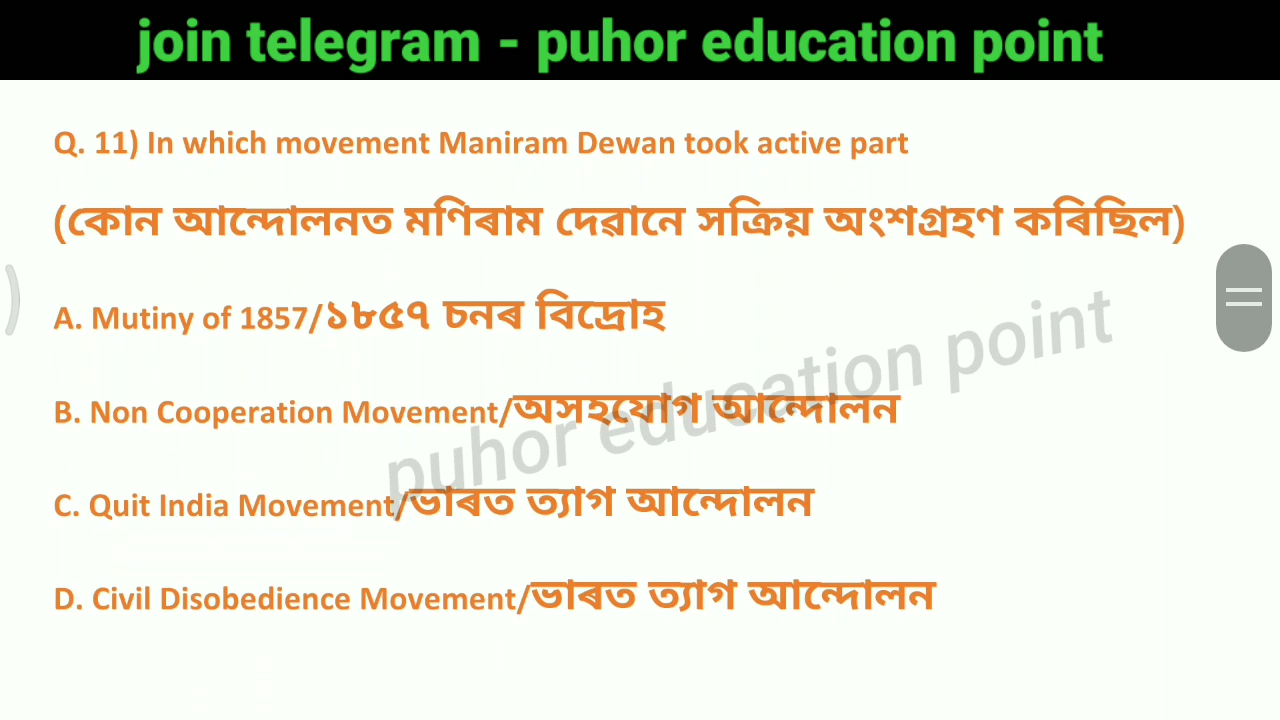 join telegram - puhor education point
Q. 11) In which movement Maniram Dewan took active part
(কোন আন্দোলনত মণিৰাম দেৱানে সক্ৰিয় অংশগ্ৰহণ কৰিছিল)
A. Mutiny of 1857/১৮৫৭ চনৰ বিদ্ৰোহ
B. Non Cooperation Movement/অসহযোগ আন্দোলন
C. Quit India Movement/ভাৰত ত্যাগ আন্দোলন
D. Civil Disobedience Movement/ভাৰত ত্যাগ আন্দোলন
puhor education point